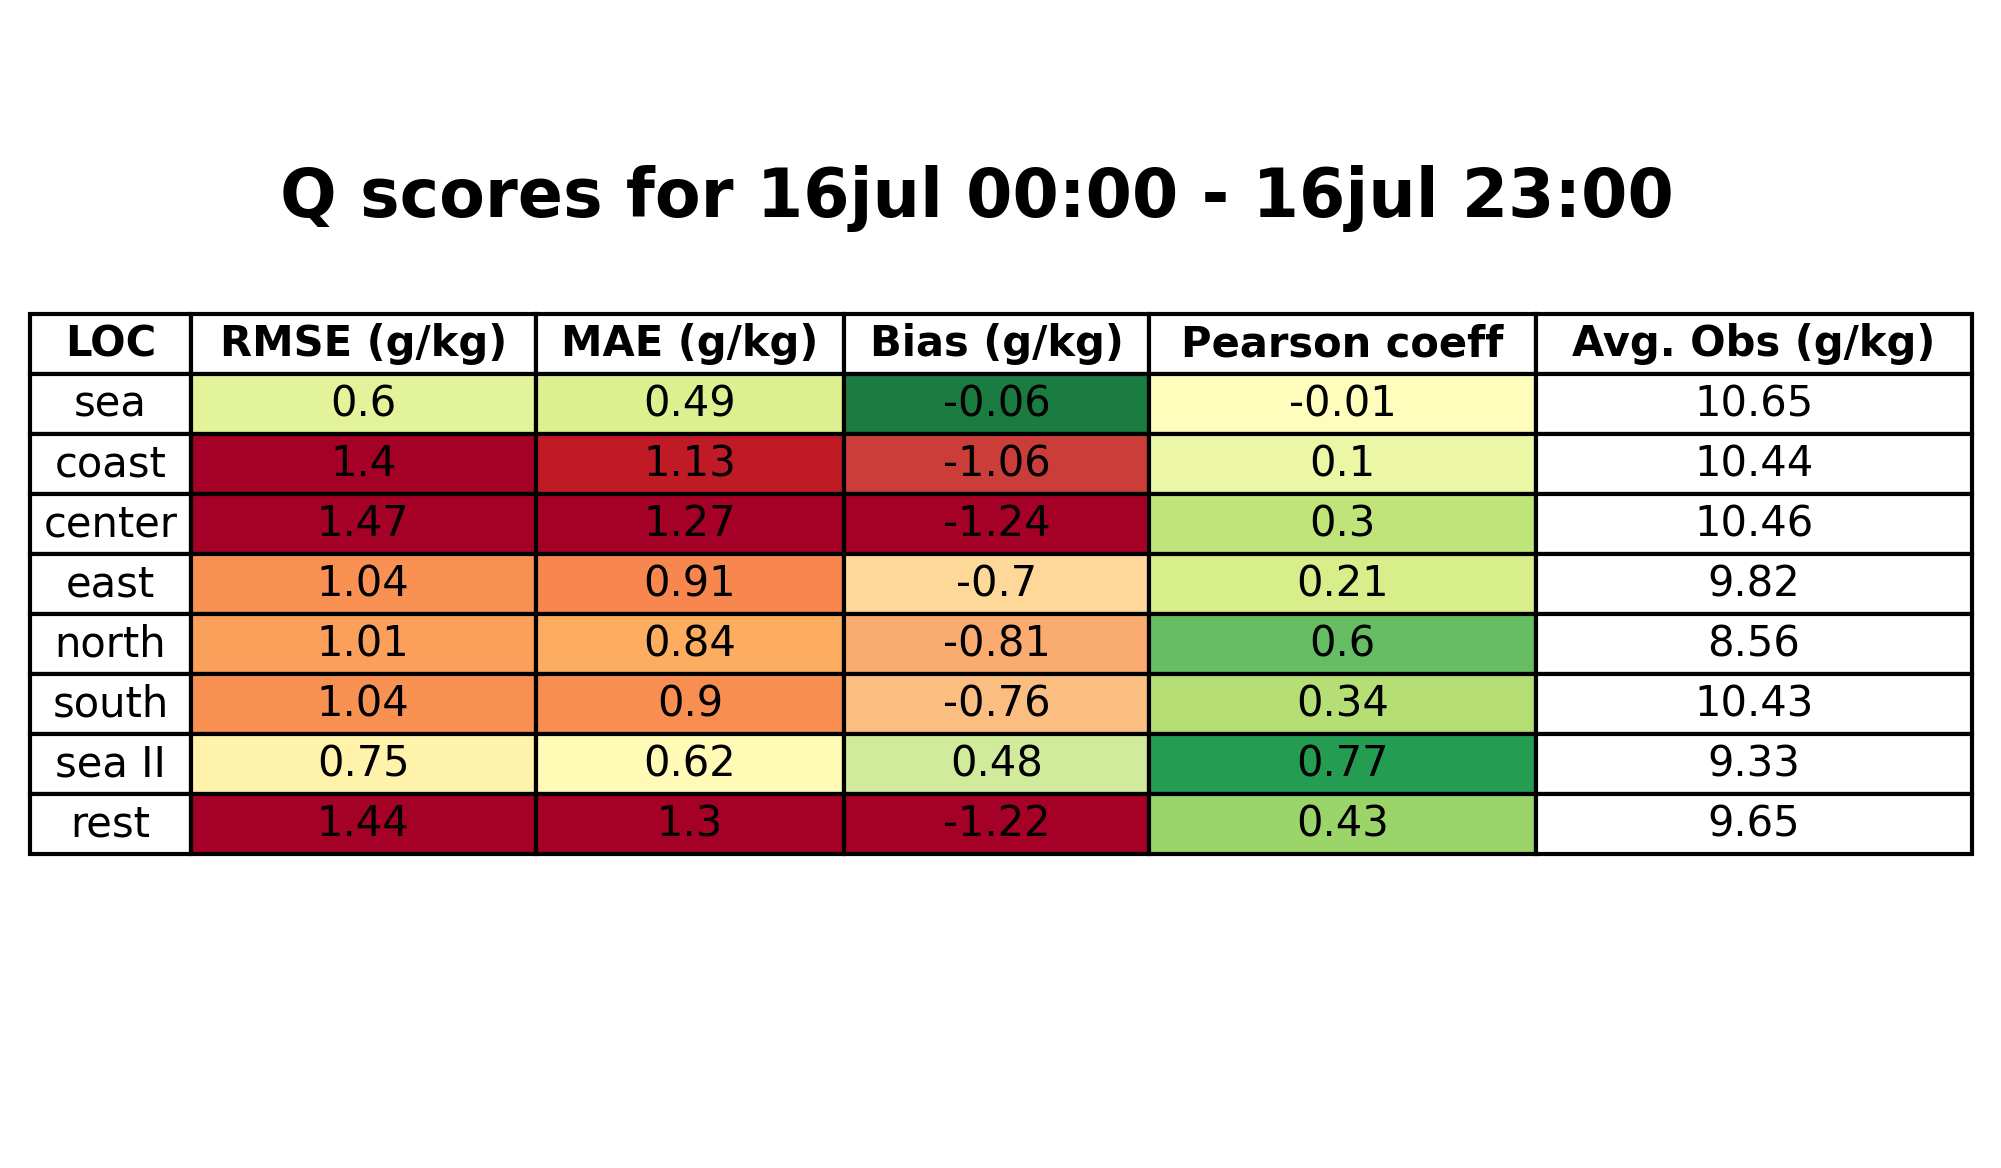 Q scores for 16jul 00:00 - 16jul 23:00
LOC RMSE (g/kg) MAE (g/kg) Bias (g/kg) Pearson coeff Avg. Obs (g/kg)
sea 0.6 0.49 -0.06 -0.01 10.65
coast 1.4 1.13 -1.06 0.1 10.44
center 1.47 1.27 -1.24 0.3 10.46
east 1.04 0.91 -0.7 0.21 9.82
north 1.01 0.84 -0.81 0.6 8.56
south 1.04 0.9 -0.76 0.34 10.43
sea II 0.75 0.62 0.48 0.77 9.33
rest 1.44 1.3 -1.22 0.43 9.65